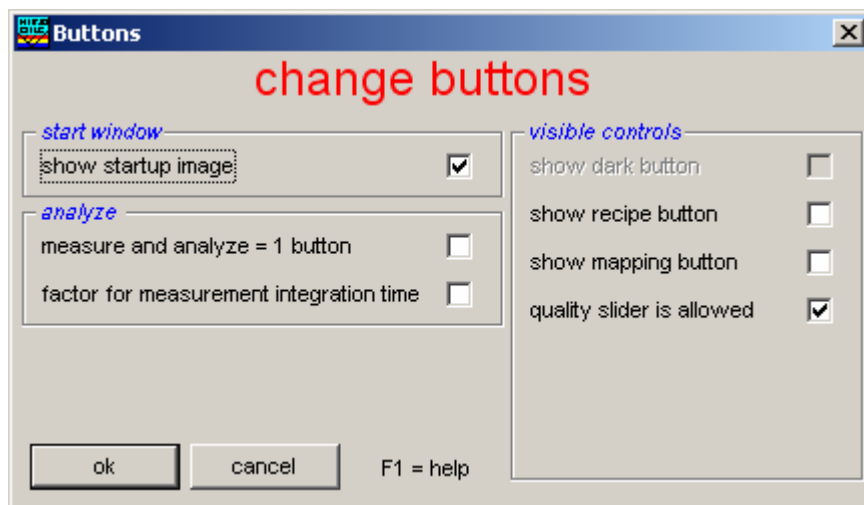 Buttons
change buttons
start window
show startup image
analyze
measure and analyze = 1 button
factor for measurement integration time
visible controls
show dark button
show recipe button
show mapping button
quality slider is allowed
ok
cancel
F1 = help